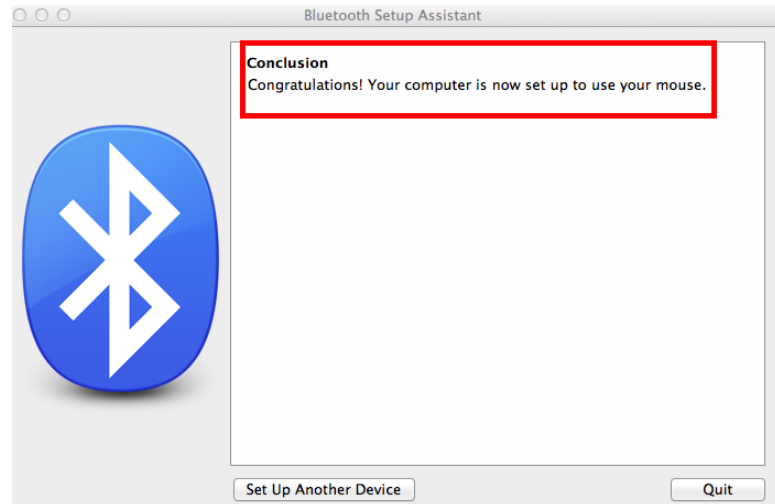 Bluetooth Setup Assistant
Conclusion
Congratulations! Your computer is now set up to use your mouse.
Set Up Another Device
Quit